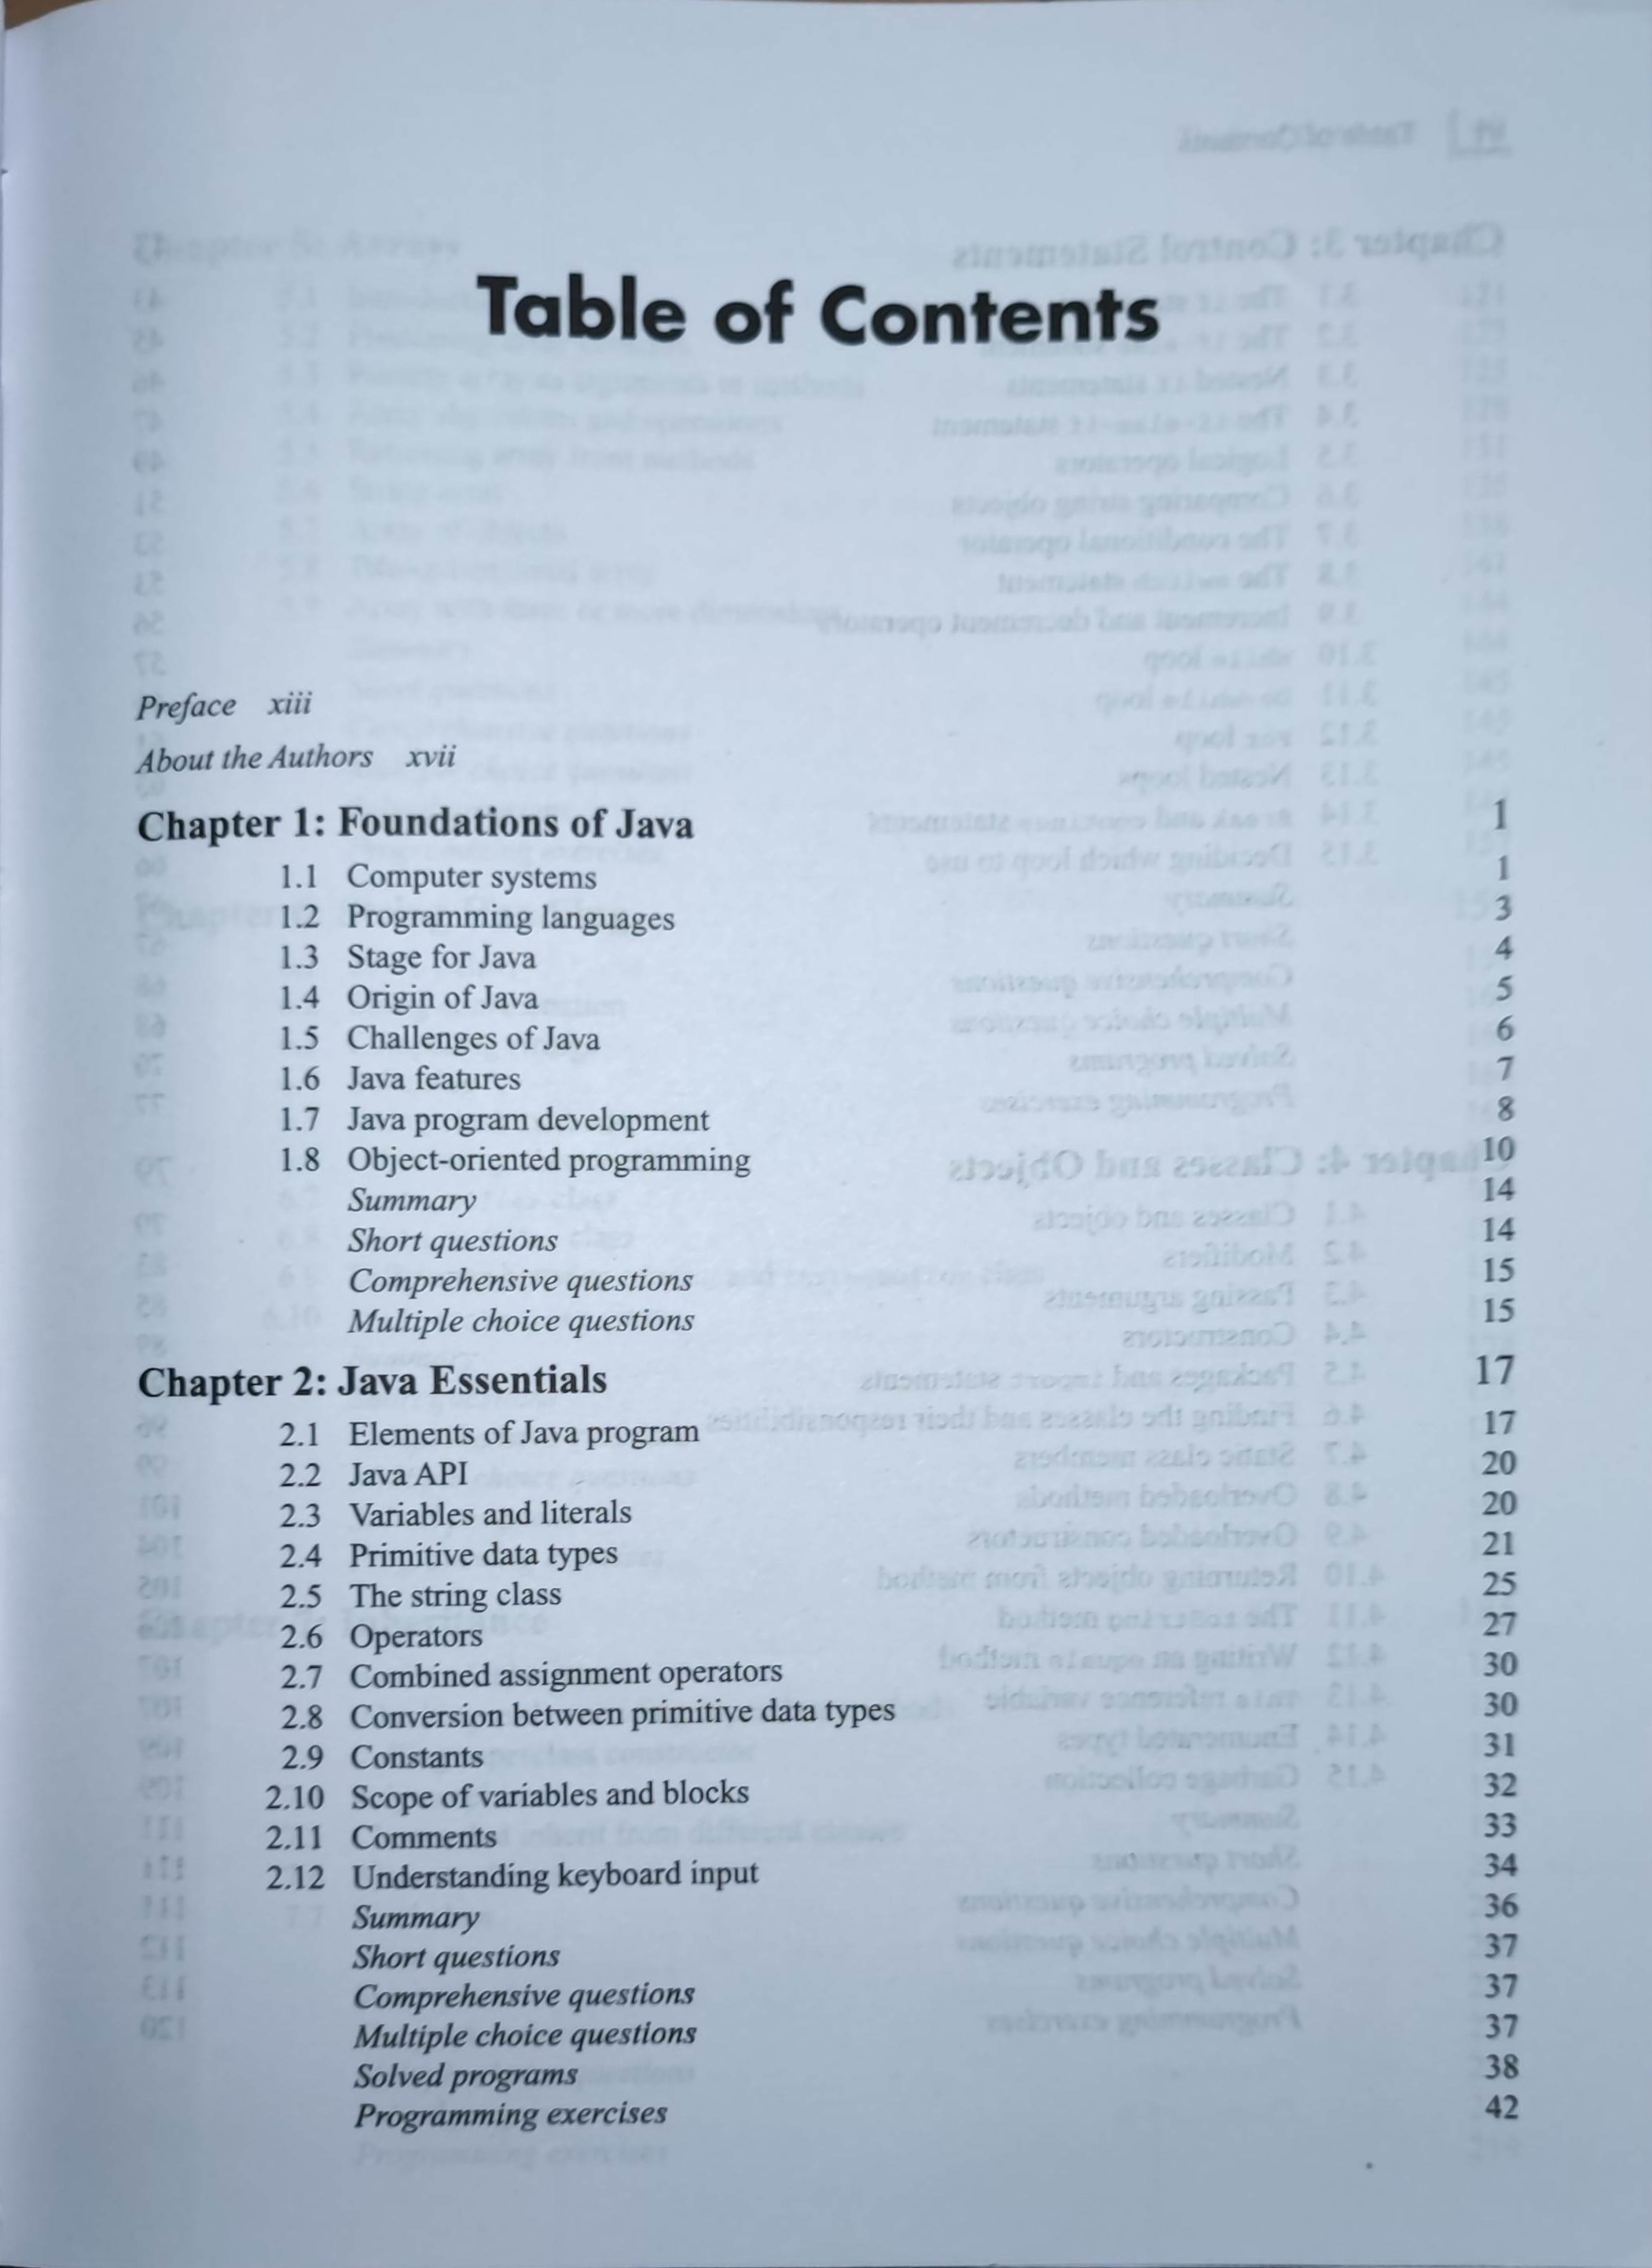 Table of Contents
Preface xiii
About the Authors xvii
Chapter 1: Foundations of Java 1
1.1 Computer systems 1
1.2 Programming languages 3
1.3 Stage for Java 4
1.4 Origin of Java 5
1.5 Challenges of Java 6
1.6 Java features 7
1.7 Java program development 8
1.8 Object-oriented programming 10
Summary 14
Short questions 14
Comprehensive questions 15
Multiple choice questions 15
Chapter 2: Java Essentials 17
2.1 Elements of Java program 17
2.2 Java API 20
2.3 Variables and literals 20
2.4 Primitive data types 21
2.5 The string class 25
2.6 Operators 27
2.7 Combined assignment operators 30
2.8 Conversion between primitive data types 30
2.9 Constants 31
2.10 Scope of variables and blocks 32
2.11 Comments 33
2.12 Understanding keyboard input 34
Summary 36
Short questions 37
Comprehensive questions 37
Multiple choice questions 37
Solved programs 38
Programming exercises 42